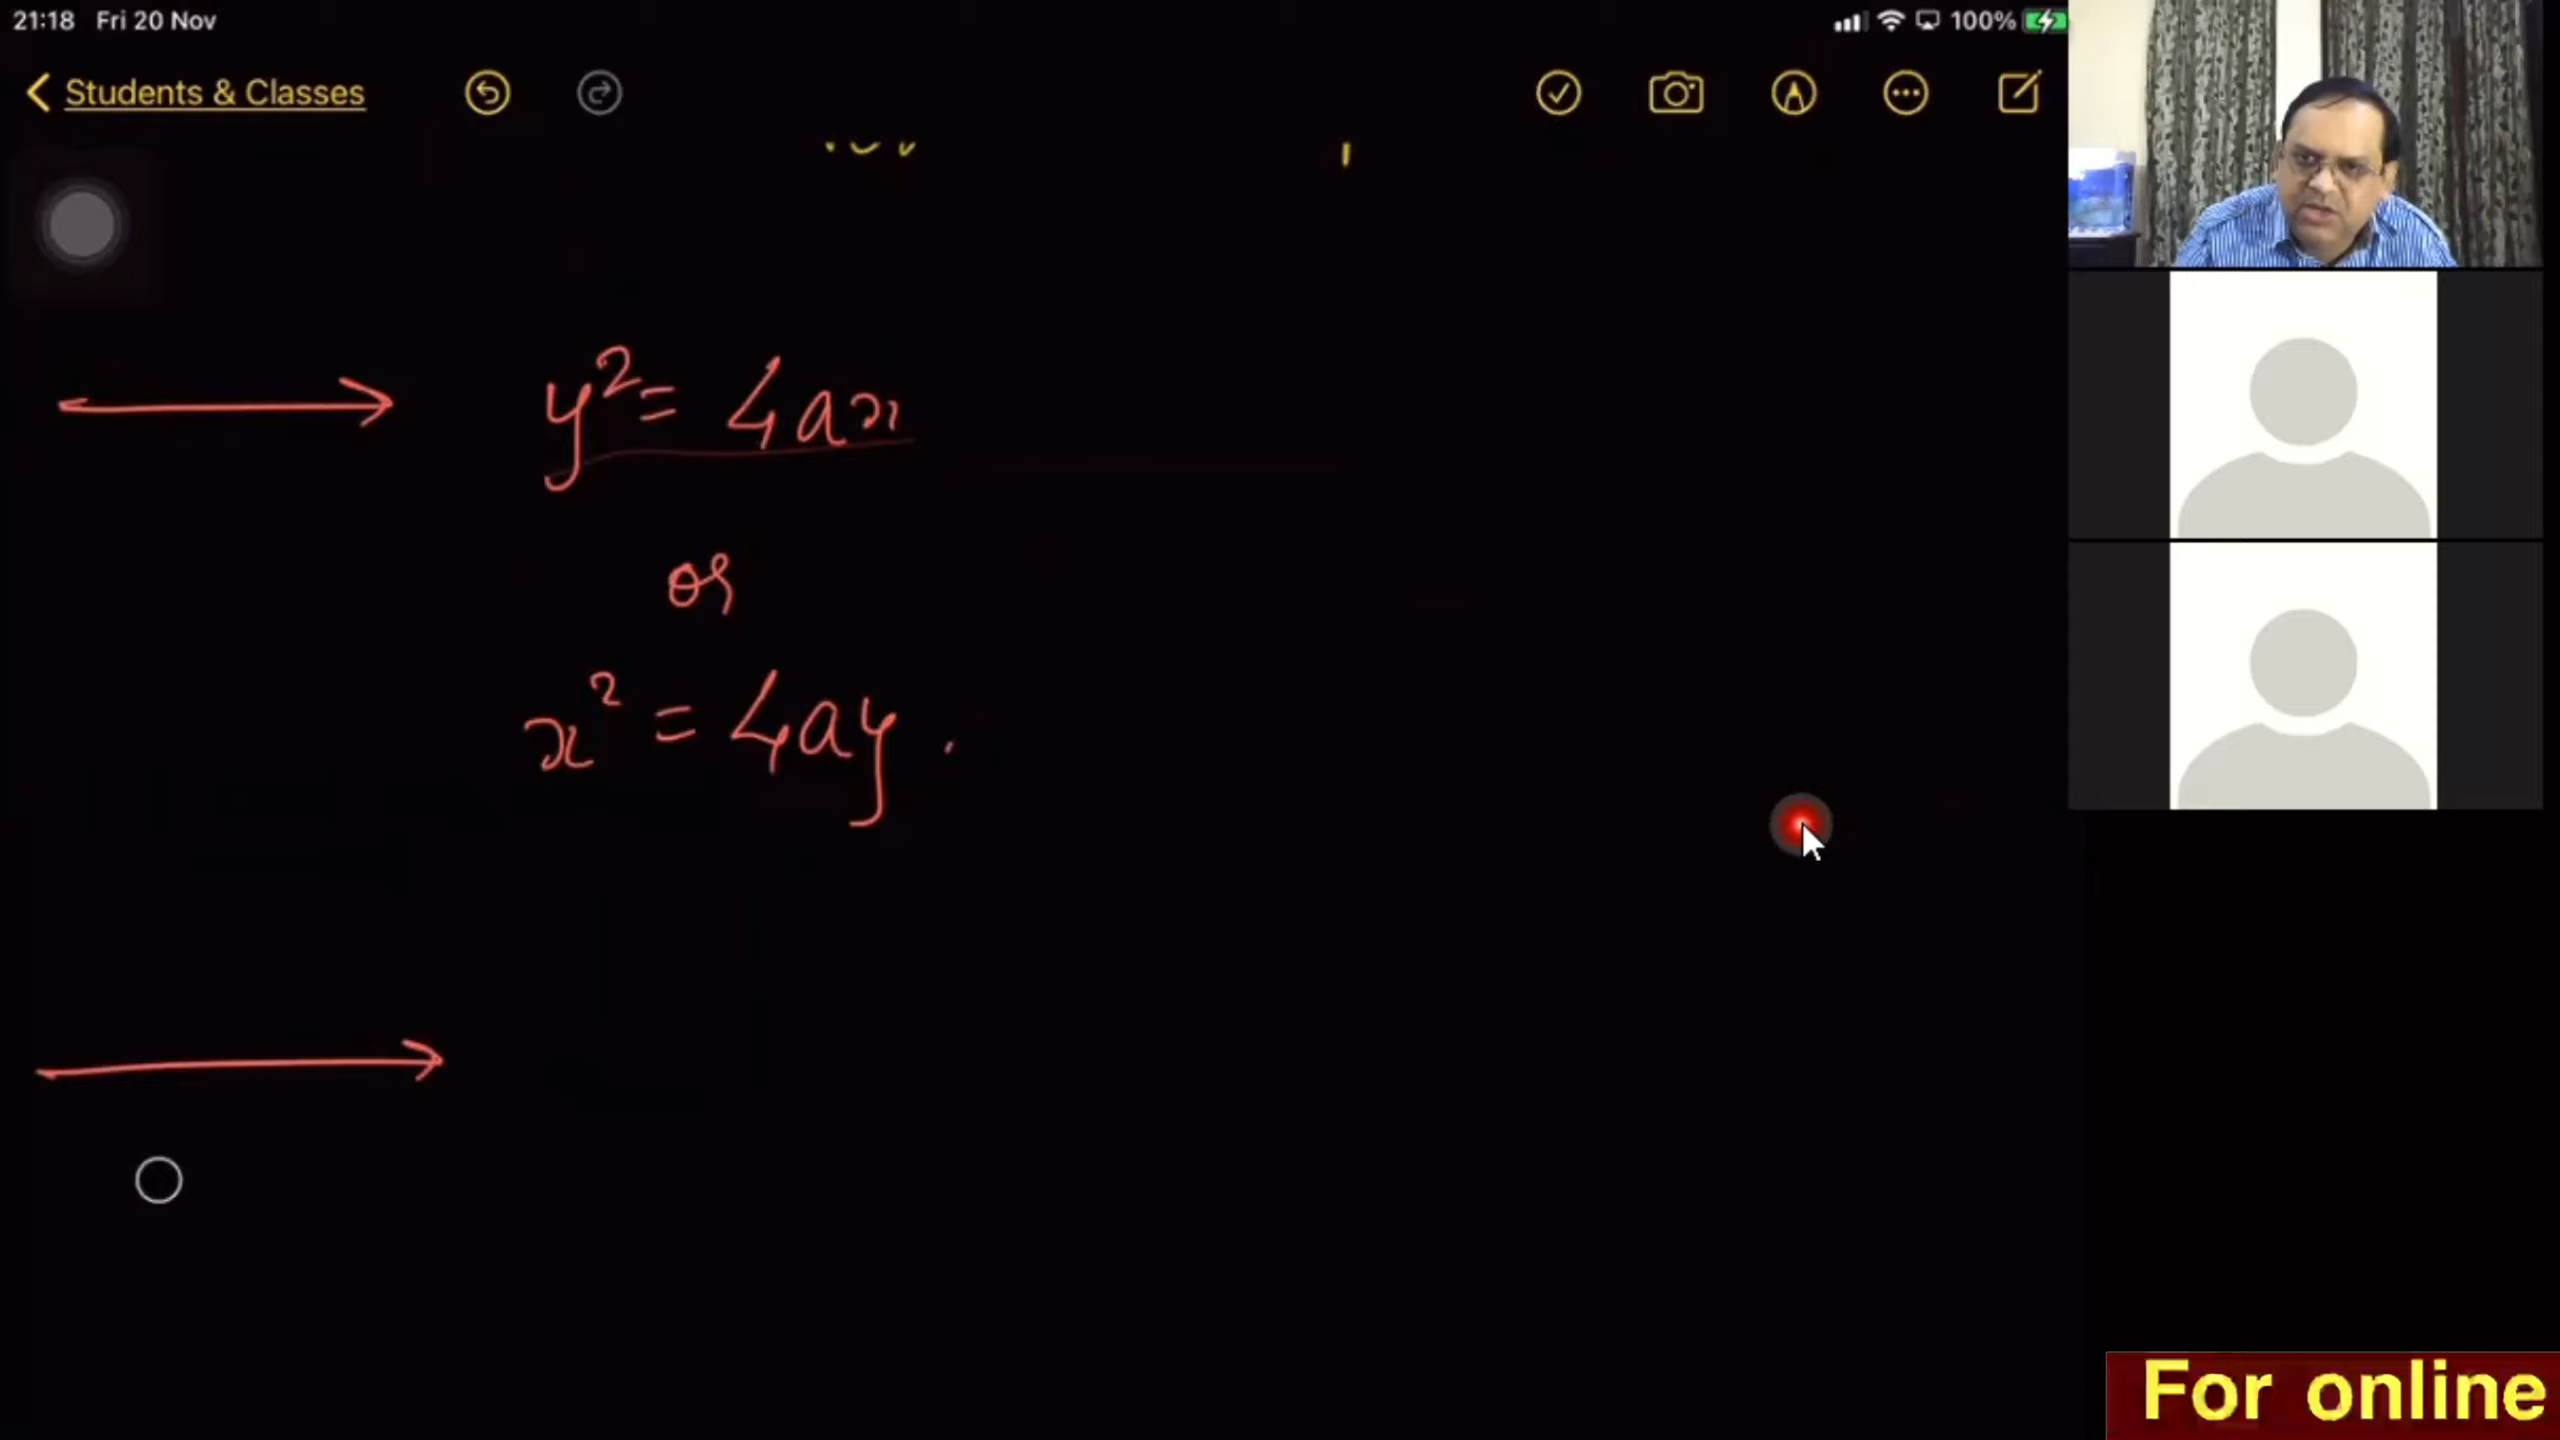 21:18 Fri 20 Nov
100%
Students & Classes
y² = 4ax
or
x² = 4ay .
For online